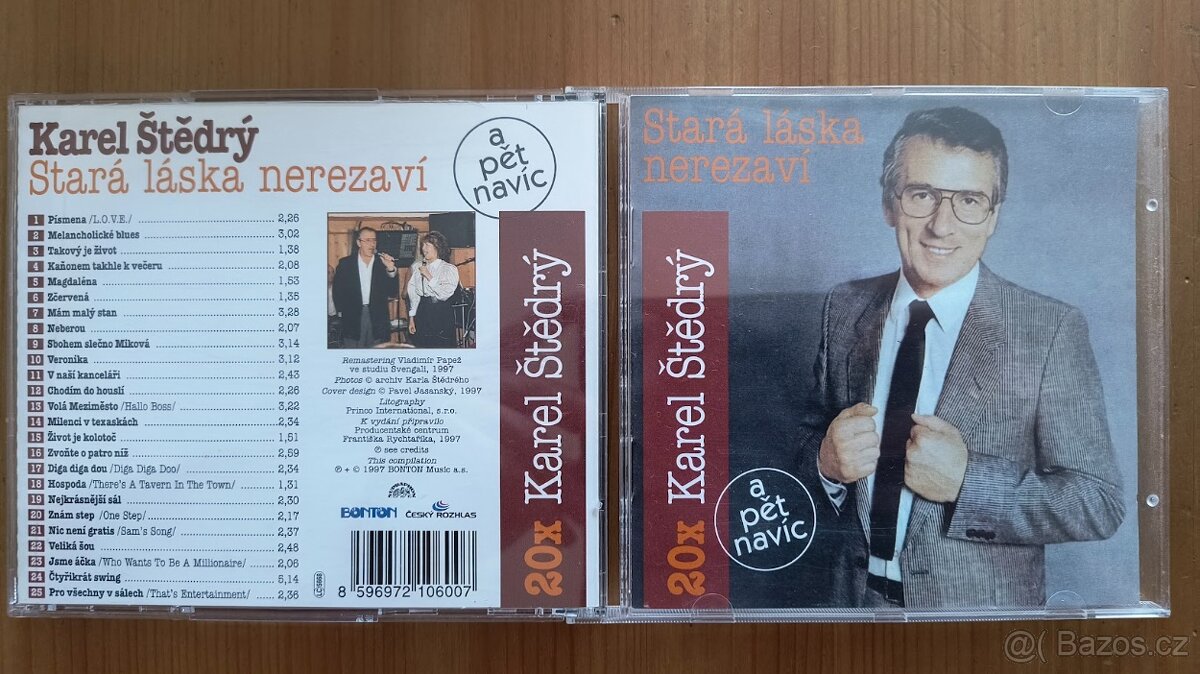 Karel Štědrý
Stará láska nerezaví
a
pět
navíc
1 Písmena /L.O.V.E./ 2,26
2 Melancholické blues 3,02
3 Takový je život 1,38
4 Kaňonem takhle k večeru 2,08
5 Magdaléna 1,53
6 Zčervená 1,35
7 Mám malý stan 3,28
8 Neberou 2,07
9 Sbohem slečno Miková 3,14
10 Veronika 3,12
11 V naší kanceláři 2,43
12 Chodím do houslí 2,26
13 Volá Meziměsto /Hallo Boss/ 3,22
14 Milenci v texaskách 2,34
15 Život je kolotoč 1,51
16 Zvoňte o patro níž 2,59
17 Diga diga dou /Diga Diga Doo/ 2,34
18 Hospoda /There's A Tavern In The Town/ 1,31
19 Nejkrásnější sál 2,30
20 Znám step /One Step/ 2,17
21 Nic není gratis /Sam's Song/ 2,37
22 Veliká šou 2,48
23 Jsme áčka /Who Wants To Be A Millionaire/ 2,06
24 Čtyřikrát swing 5,14
25 Pro všechny v sálech /That's Entertainment/ 2,36
Remastering Vladimír Papež
ve studiu Svengali, 1997
Photos © archiv Karla Štědrého
Cover design © Pavel Jasanský, 1997
Litography
Princo International, s.r.o.
K vydání připravilo
Producentské centrum
Františka Rychtaříka, 1997
℗ see credits
This compilation
℗ + © 1997 BONTON Music a.s.
SUPRAPHON
BONTON
ČESKÝ ROZHLAS
LC 5668
8 596972 106007
20x Karel Štědrý
Stará láska
nerezaví
20x Karel Štědrý
a
pět
navíc
@( Bazos.cz